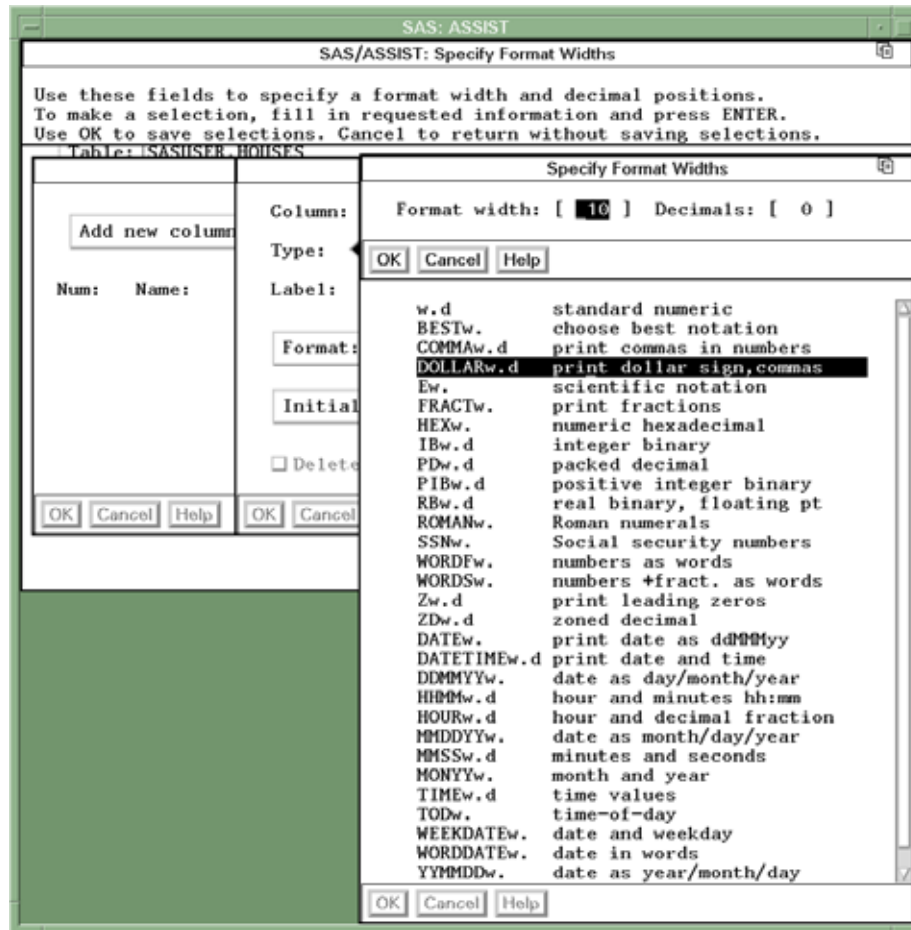 SAS: ASSIST
SAS/ASSIST: Specify Format Widths
Use these fields to specify a format width and decimal positions.
To make a selection, fill in requested information and press ENTER.
Use OK to save selections. Cancel to return without saving selections.
Table: SASUSER.HOUSES
Add new column
Num: Name:
OK Cancel Help
Column:
Type:
Label:
Format:
Initial
Delete
OK Cancel
Specify Format Widths
Format width: [ 10 ] Decimals: [ 0 ]
OK Cancel Help
w.d standard numeric
BESTw. choose best notation
COMMAw.d print commas in numbers
DOLLARw.d print dollar sign,commas
Ew. scientific notation
FRACTw. print fractions
HEXw. numeric hexadecimal
IBw.d integer binary
PDw.d packed decimal
PIBw.d positive integer binary
RBw.d real binary, floating pt
ROMANw. Roman numerals
SSNw. Social security numbers
WORDFw. numbers as words
WORDSw. numbers +fract. as words
Zw.d print leading zeros
ZDw.d zoned decimal
DATEw. print date as ddMMMyy
DATETIMEw.d print date and time
DDMMYYw. date as day/month/year
HHMMw.d hour and minutes hh:mm
HOURw.d hour and decimal fraction
MMDDYYw. date as month/day/year
MMSSw.d minutes and seconds
MONYYw. month and year
TIMEw.d time values
TODw. time-of-day
WEEKDATEw. date and weekday
WORDDATEw. date in words
YYMMDDw. date as year/month/day
OK Cancel Help